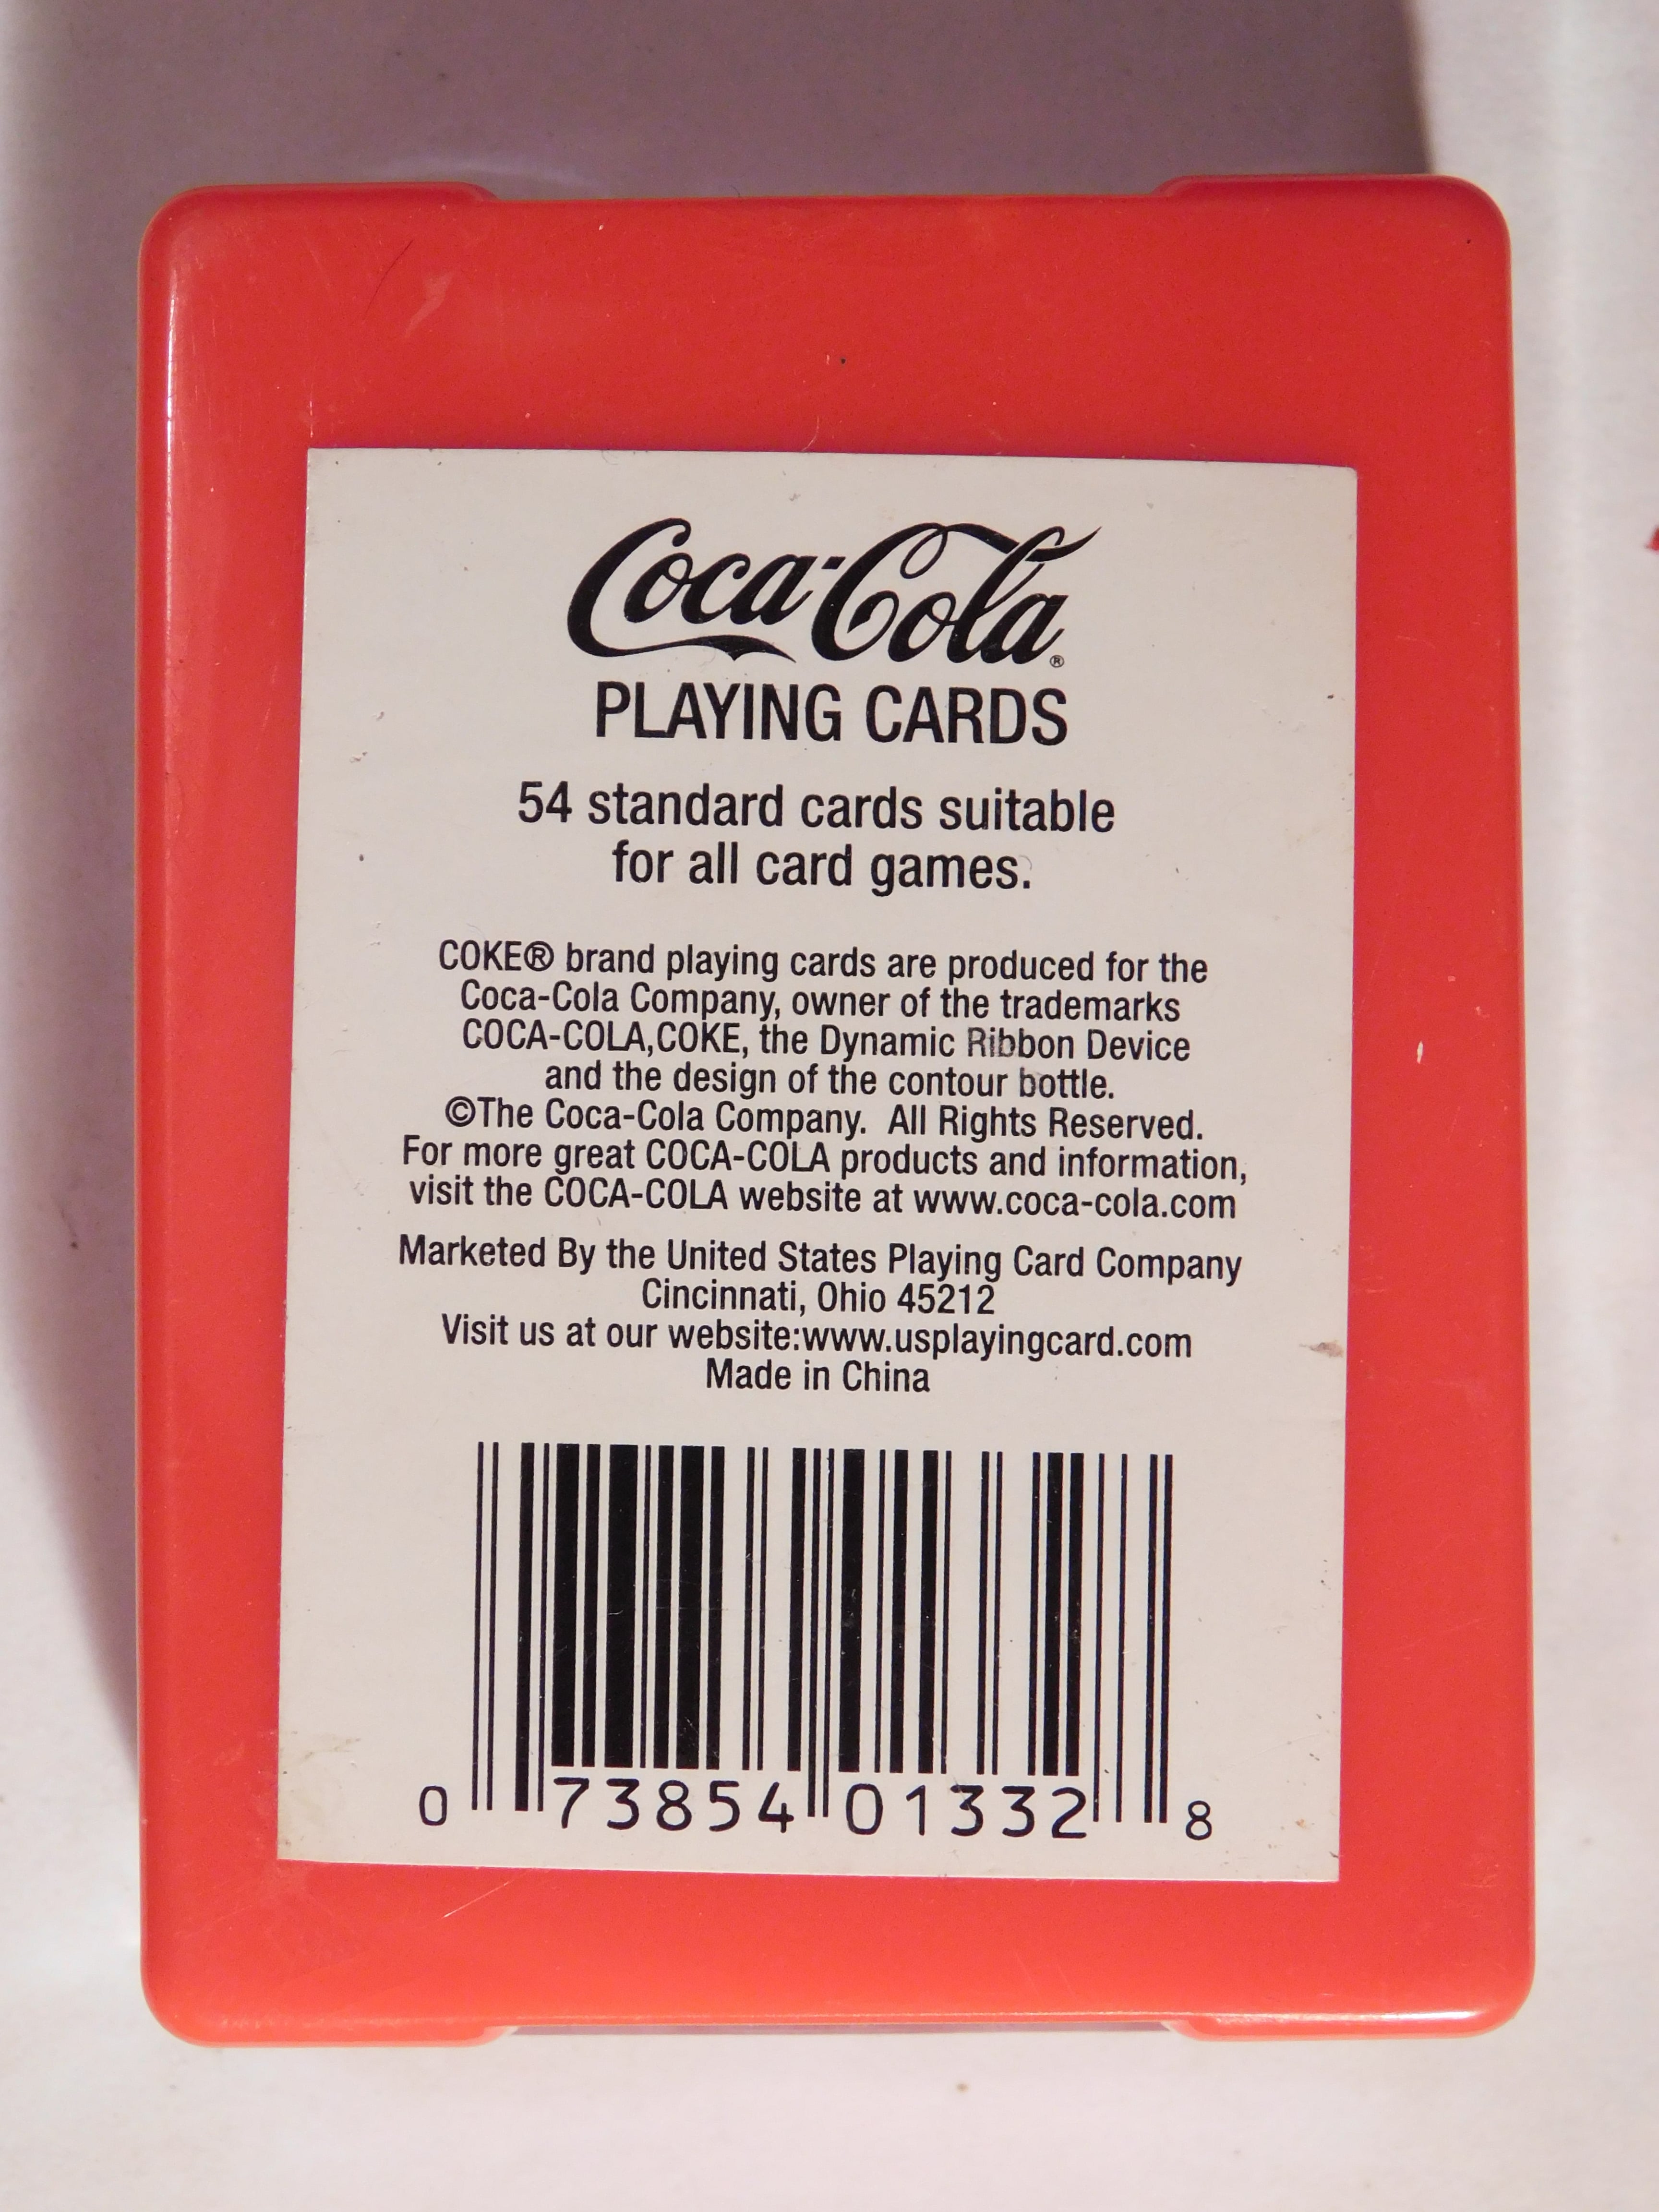 Coca-Cola®
PLAYING CARDS
54 standard cards suitable
for all card games.
COKE® brand playing cards are produced for the
Coca-Cola Company, owner of the trademarks
COCA-COLA,COKE, the Dynamic Ribbon Device
and the design of the contour bottle.
©The Coca-Cola Company.  All Rights Reserved.
For more great COCA-COLA products and information,
visit the COCA-COLA website at www.coca-cola.com
Marketed By the United States Playing Card Company
Cincinnati, Ohio 45212
Visit us at our website:www.usplayingcard.com
Made in China
0 73854 01332 8